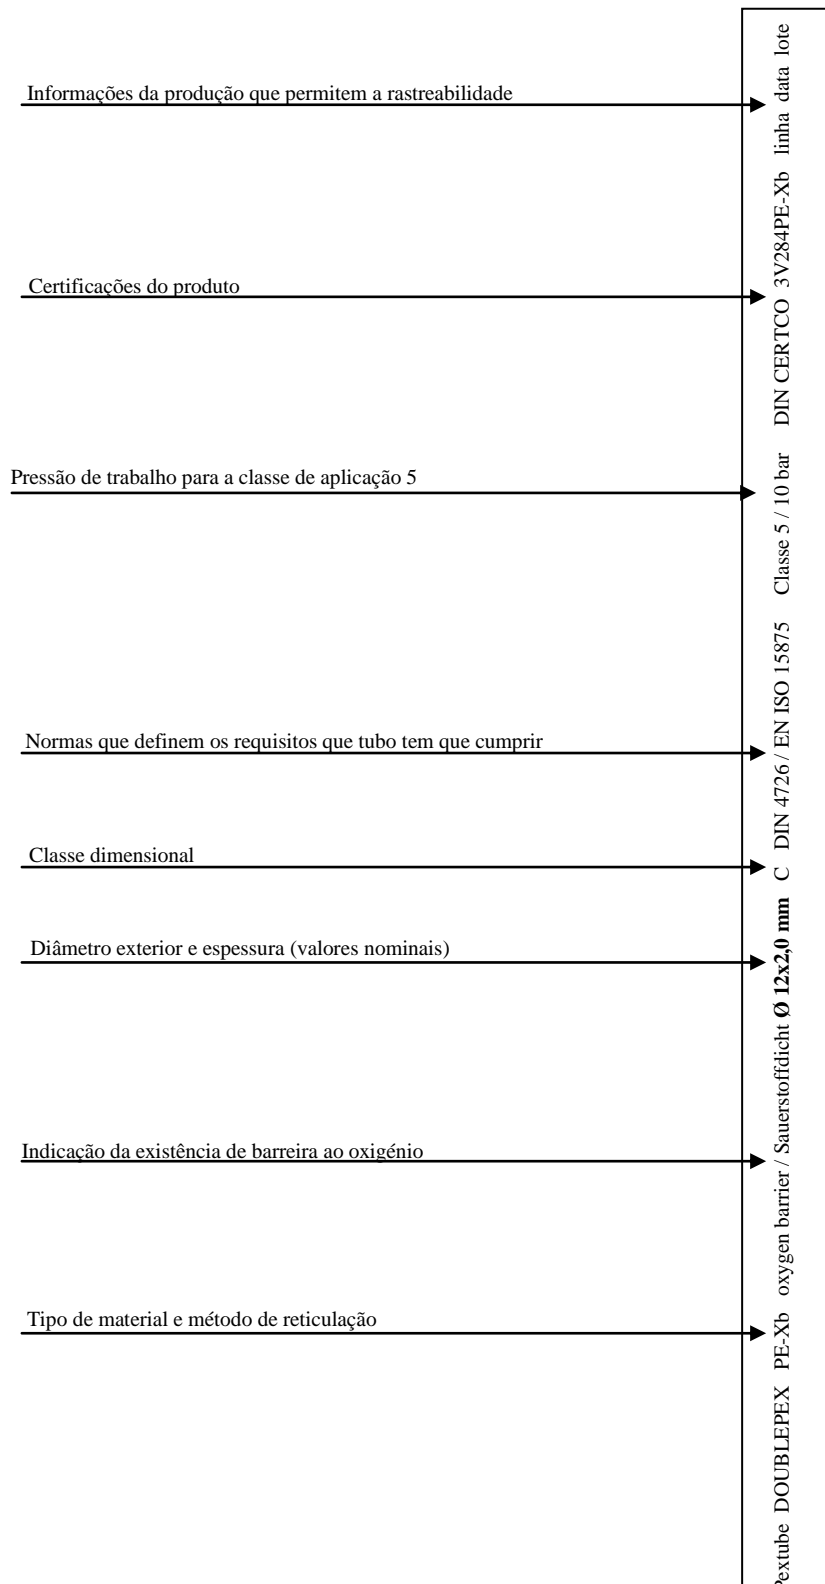 Informações da produção que permitem a rastreabilidade
Certificações do produto
Pressão de trabalho para a classe de aplicação 5
Normas que definem os requisitos que tubo tem que cumprir
Classe dimensional
Diâmetro exterior e espessura (valores nominais)
Indicação da existência de barreira ao oxigénio
Tipo de material e método de reticulação
Pextube DOUBLEPEX PE-Xb oxygen barrier / Sauerstoffdicht Ø 12x2,0 mm C DIN 4726 / EN ISO 15875 Classe 5 / 10 bar DIN CERTCO 3V284PE-Xb linha data lote